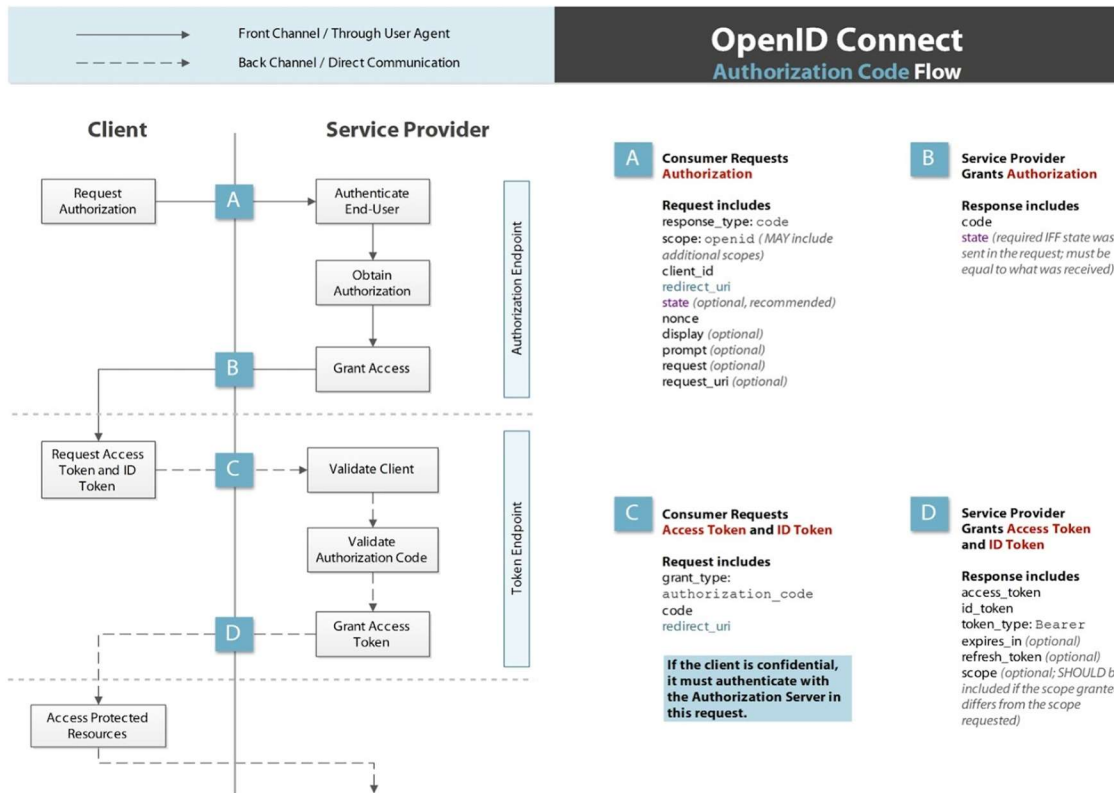 Front Channel / Through User Agent
Back Channel / Direct Communication
OpenID Connect
Authorization Code Flow
Client
Service Provider
Request
Authorization
A
Authenticate
End-User
Obtain
Authorization
B
Grant Access
Authorization Endpoint
Request Access
Token and ID
Token
C
Validate Client
Validate
Authorization Code
D
Grant Access
Token
Token Endpoint
Access Protected
Resources
A
Consumer Requests
Authorization
Request includes
response_type: code
scope: openid ( MAY include
additional scopes)
client_id
redirect_uri
state (optional, recommended)
nonce
display (optional)
prompt (optional)
request (optional)
request_uri (optional)
B
Service Provider
Grants Authorization
Response includes
code
state (required IFF state was
sent in the request; must be
equal to what was received)
C
Consumer Requests
Access Token and ID Token
Request includes
grant_type:
authorization_code
code
redirect_uri
If the client is confidential,
it must authenticate with
the Authorization Server in
this request.
D
Service Provider
Grants Access Token
and ID Token
Response includes
access_token
id_token
token_type: Bearer
expires_in (optional)
refresh_token (optional)
scope (optional; SHOULD b
included if the scope grante
differs from the scope
requested)